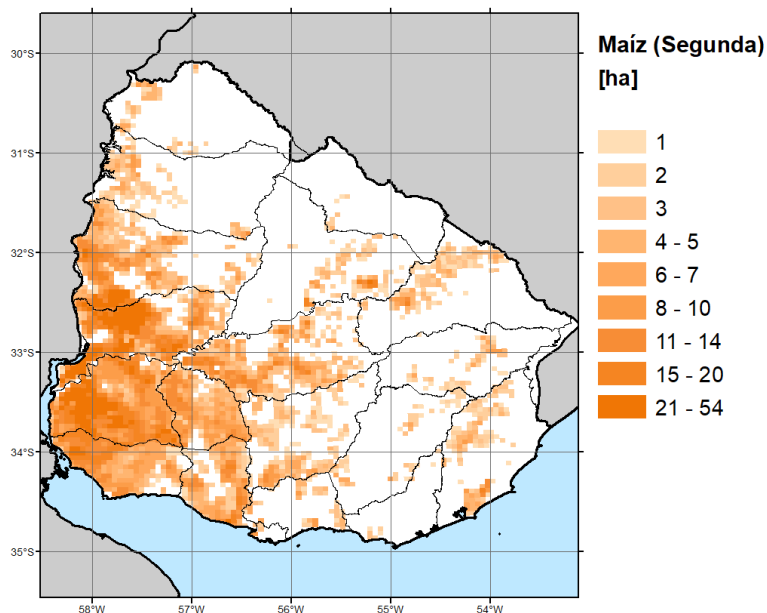 Maíz (Segunda)
[ha]
1
2
3
4 - 5
6 - 7
8 - 10
11 - 14
15 - 20
21 - 54
30°S
31°S
32°S
33°S
34°S
35°S
58°W 57°W 56°W 55°W 54°W